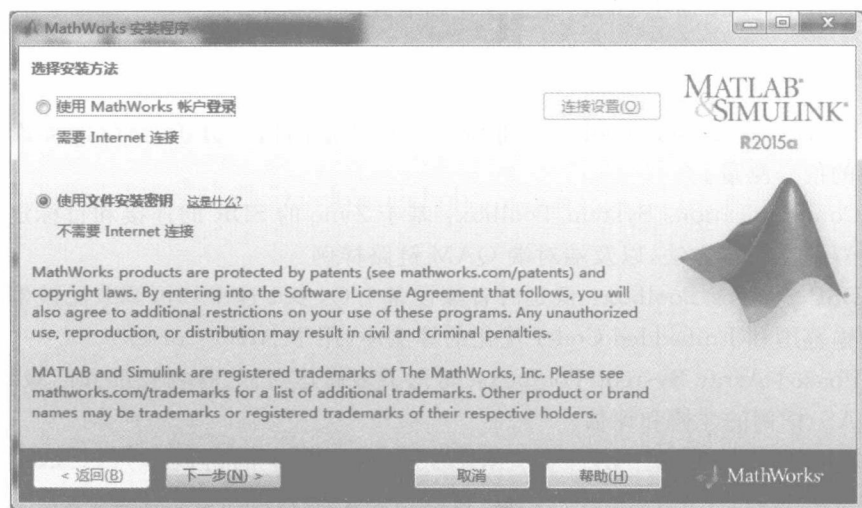 MathWorks 安装程序
选择安装方法
使用 MathWorks 帐户登录
连接设置(O)
需要 Internet 连接
使用文件安装密钥 这是什么?
不需要 Internet 连接
MATLAB®
&SIMULINK®
R2015a
MathWorks products are protected by patents (see mathworks.com/patents) and
copyright laws. By entering into the Software License Agreement that follows, you will
also agree to additional restrictions on your use of these programs. Any unauthorized
use, reproduction, or distribution may result in civil and criminal penalties.
MATLAB and Simulink are registered trademarks of The MathWorks, Inc. Please see
mathworks.com/trademarks for a list of additional trademarks. Other product or brand
names may be trademarks or registered trademarks of their respective holders.
< 返回(B)
下一步(N) >
取消
帮助(H)
MathWorks®